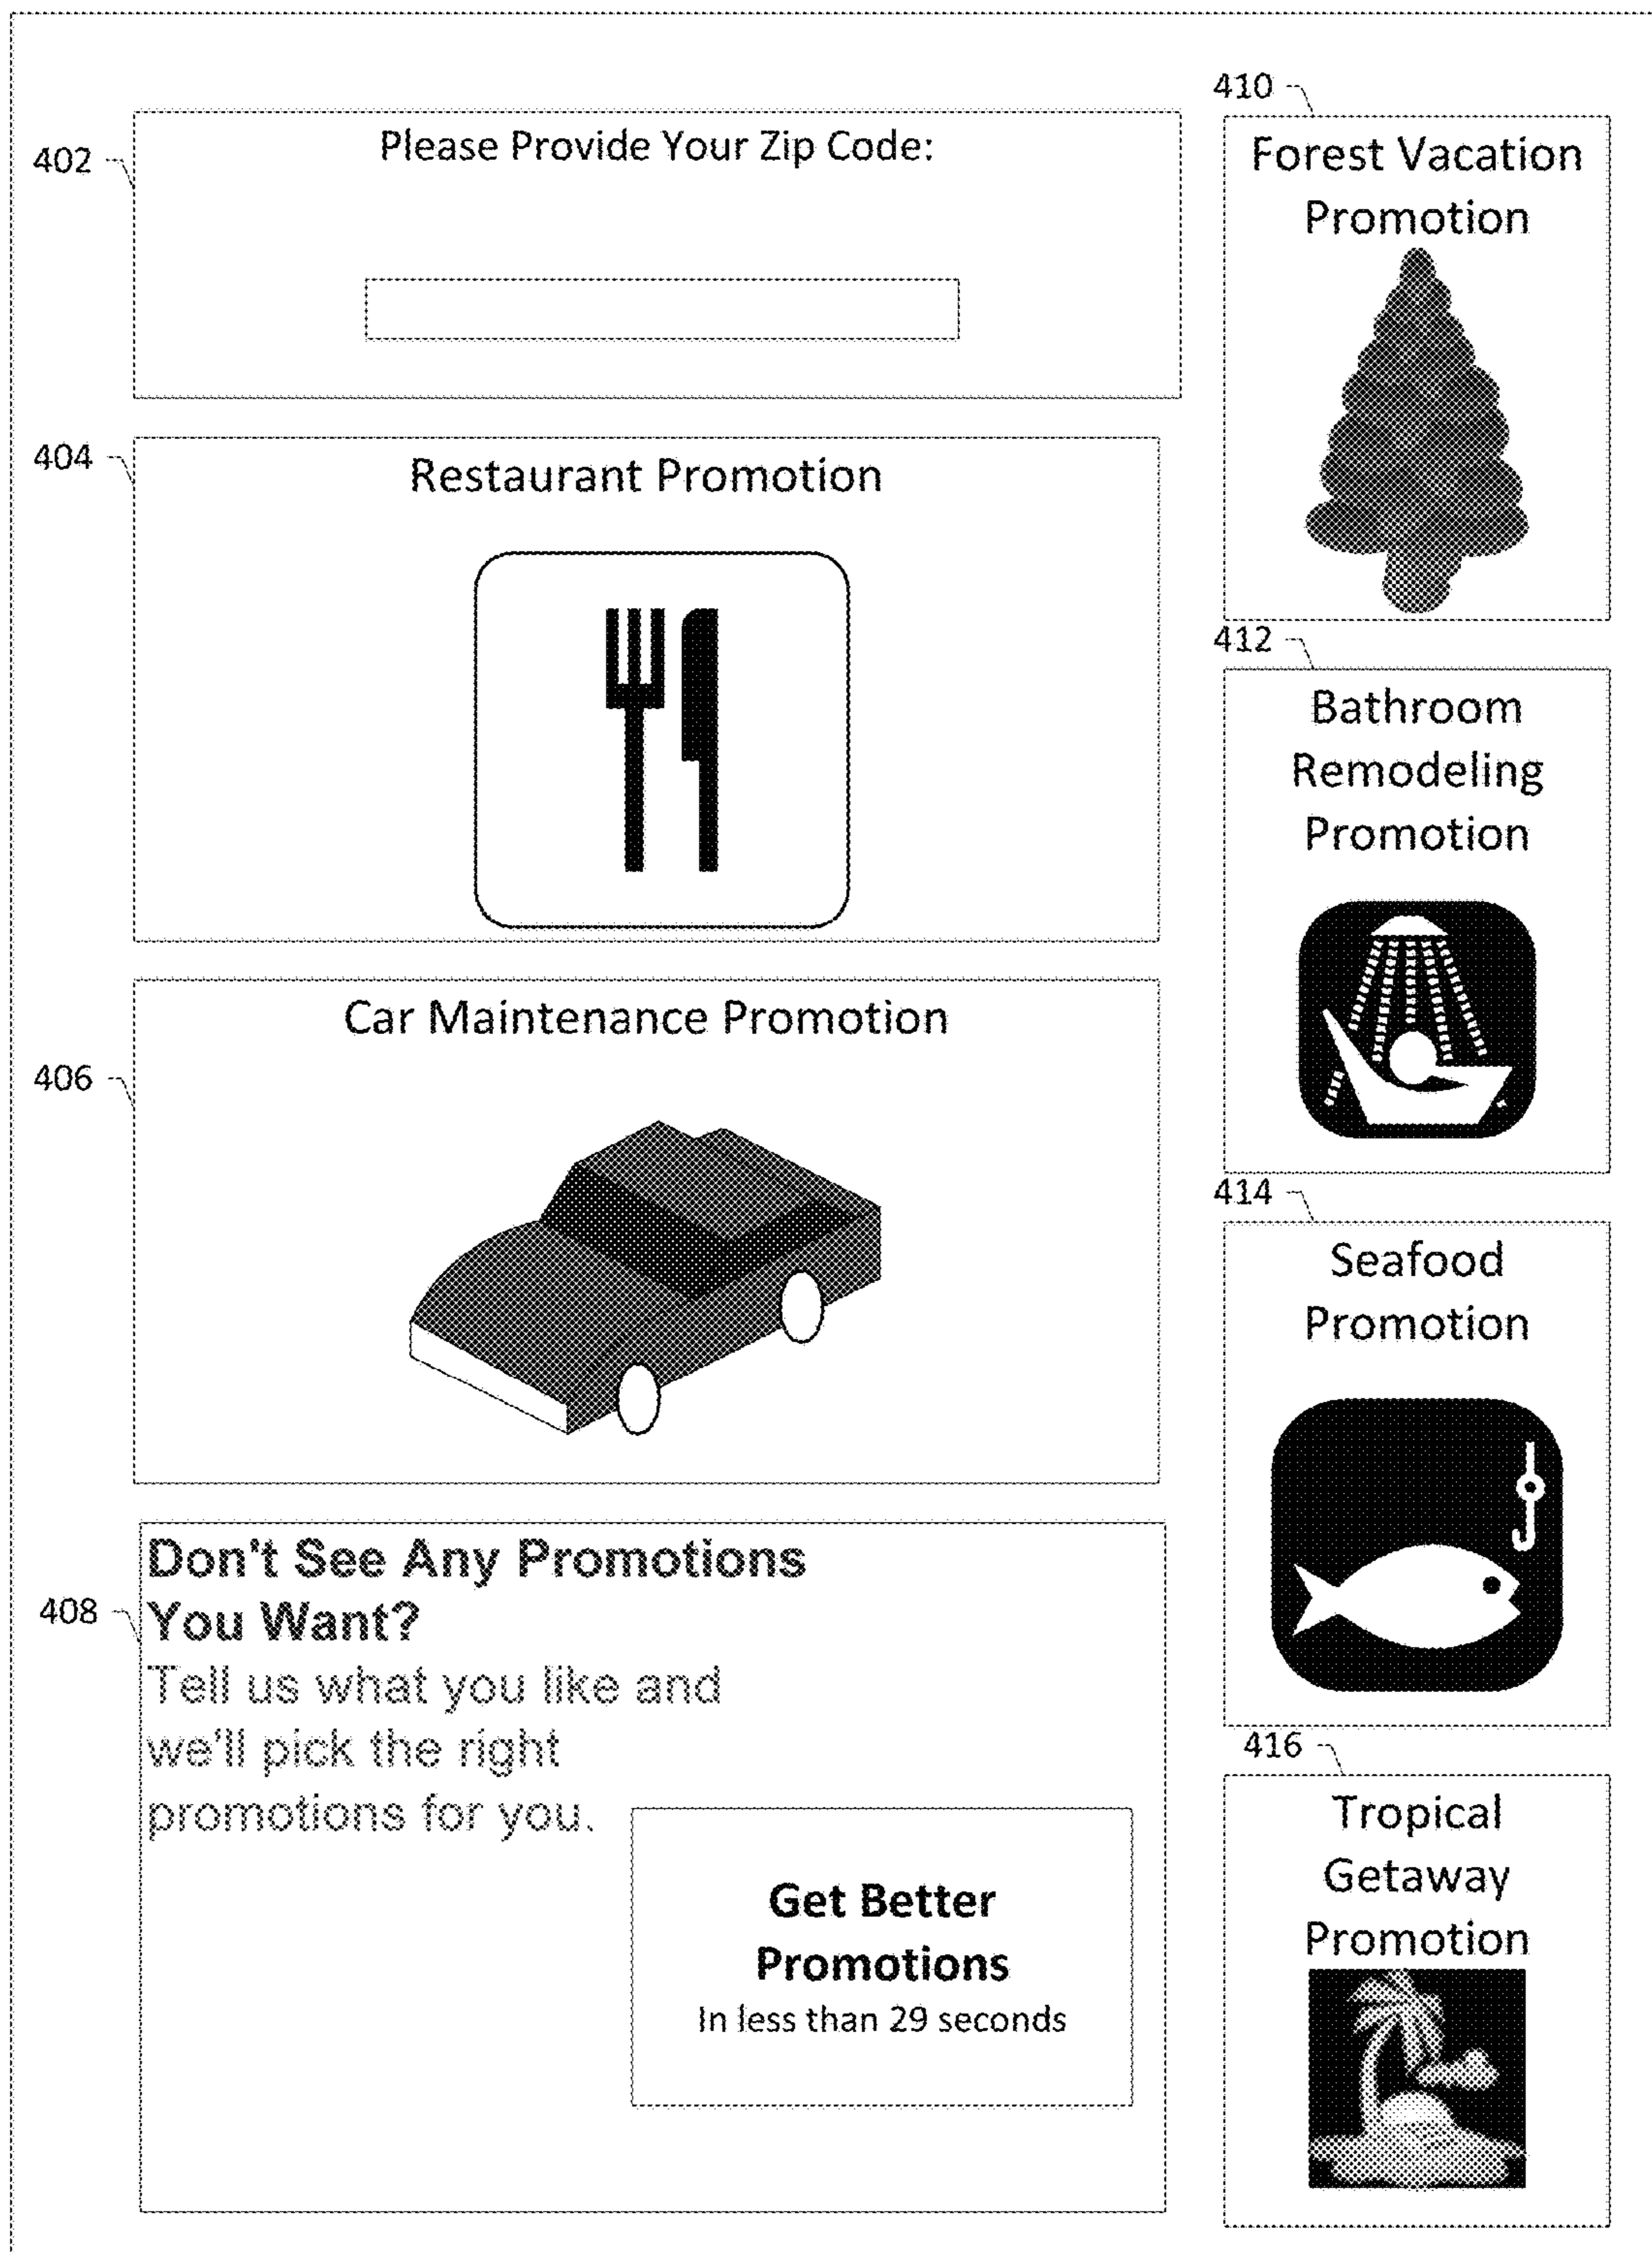 402
Please Provide Your Zip Code:
404
Restaurant Promotion
406
Car Maintenance Promotion
408
Don't See Any Promotions
You Want?
Tell us what you like and
we'll pick the right
promotions for you.
Get Better
Promotions
In less than 29 seconds
410
Forest Vacation
Promotion
412
Bathroom
Remodeling
Promotion
414
Seafood
Promotion
416
Tropical
Getaway
Promotion